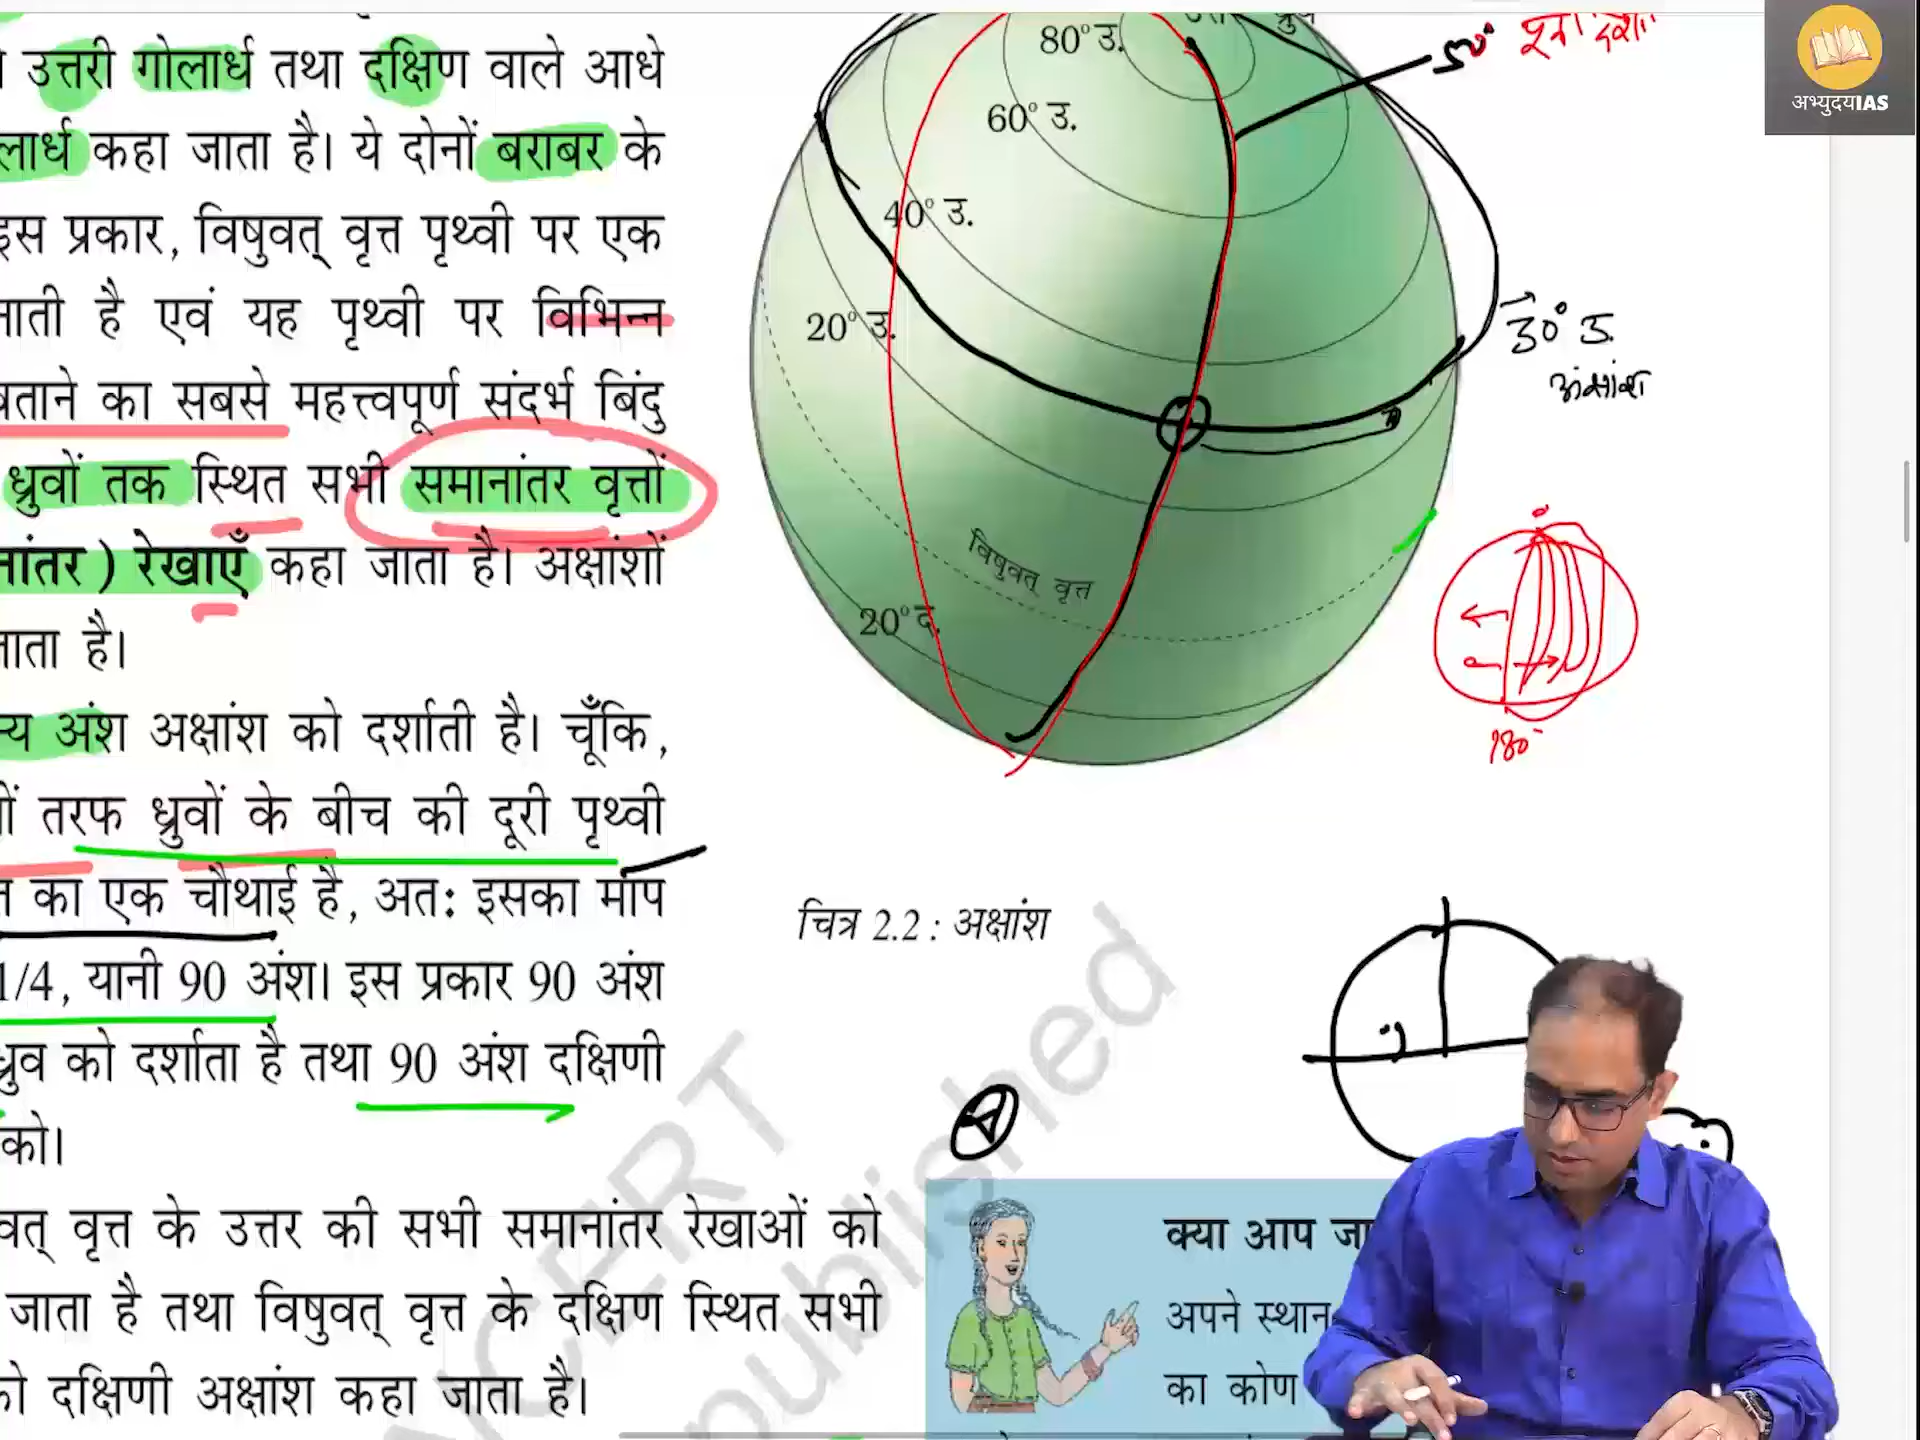 उत्तरी गोलार्ध तथा दक्षिण वाले आधे
कहा जाता है। ये दोनों बराबर के
इस प्रकार, विषुवत् वृत्त पृथ्वी पर एक
है एवं यह पृथ्वी पर विभिन्न
का सबसे महत्त्वपूर्ण संदर्भ बिंदु
ध्रुवों तक स्थित सभी समानांतर वृत्तों
रेखाएँ कहा जाता है। अक्षांशों
है।
अंश अक्षांश को दर्शाती है। चूँकि,
तरफ ध्रुवों के बीच की दूरी पृथ्वी
का एक चौथाई है, अतः इसका माप
1/4, यानी 90 अंश। इस प्रकार 90 अंश
को दर्शाता है तथा 90 अंश दक्षिणी
को।
वृत्त के उत्तर की सभी समानांतर रेखाओं को
जाता है तथा विषुवत् वृत्त के दक्षिण स्थित सभी
दक्षिणी अक्षांश कहा जाता है।
80° उ.
60° उ.
40° उ.
20° उ.
विषुवत् वृत्त
20° द.
30° उ.
180°
चित्र 2.2 : अक्षांश
क्या आप
अपने स्थान
का कोण
published
अभ्युदयIAS